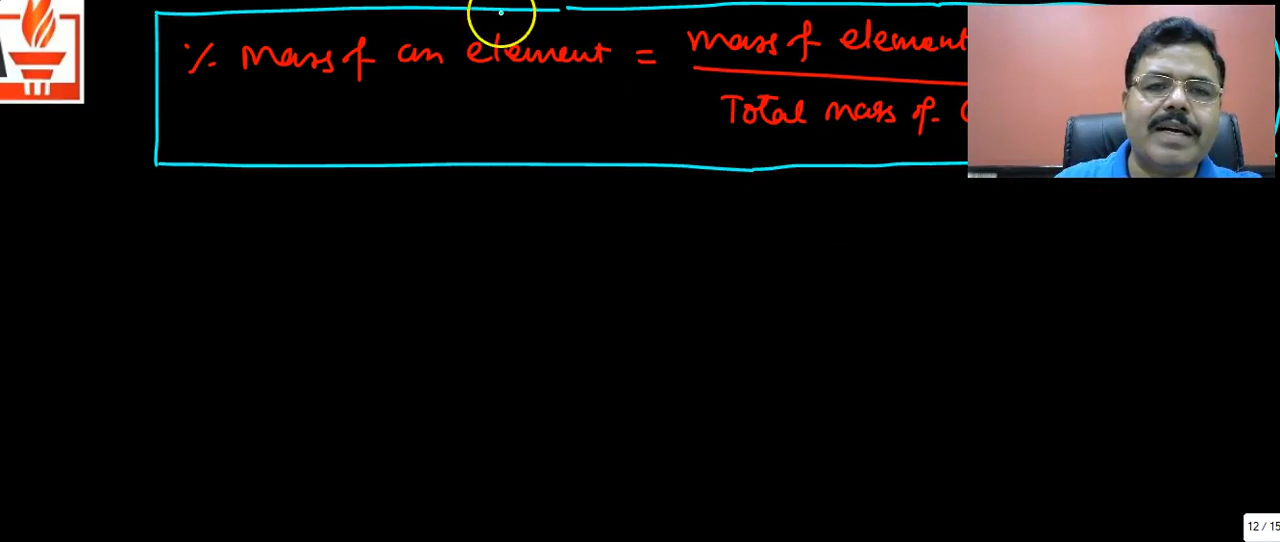 % Mass of an element = mass of element
Total mass of
12 / 15